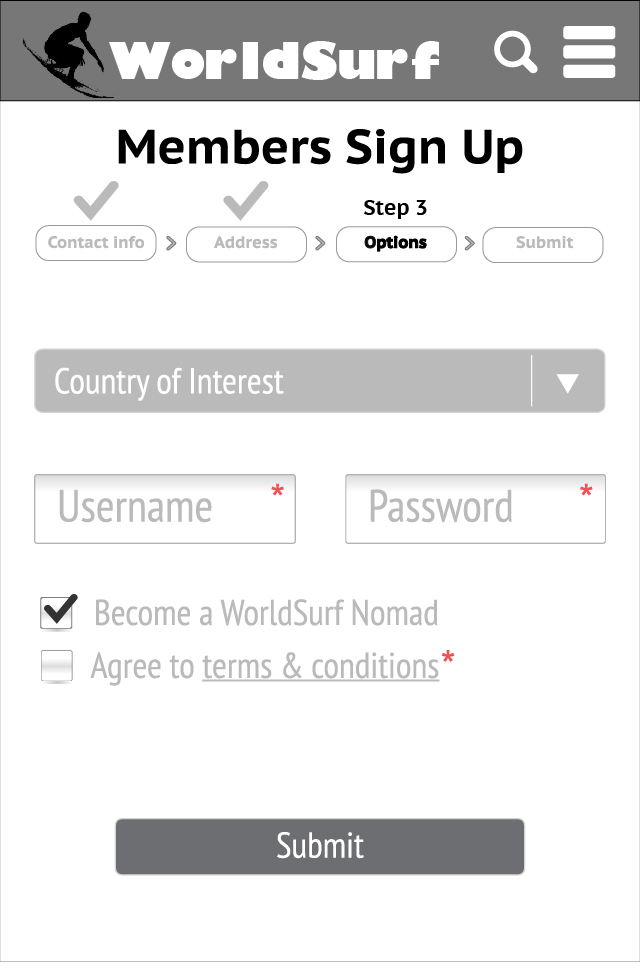 WorldSurf
Members Sign Up
Step 3
Contact info > Address > Options > Submit
Country of Interest
Username * Password *
Become a WorldSurf Nomad
Agree to terms & conditions*
Submit